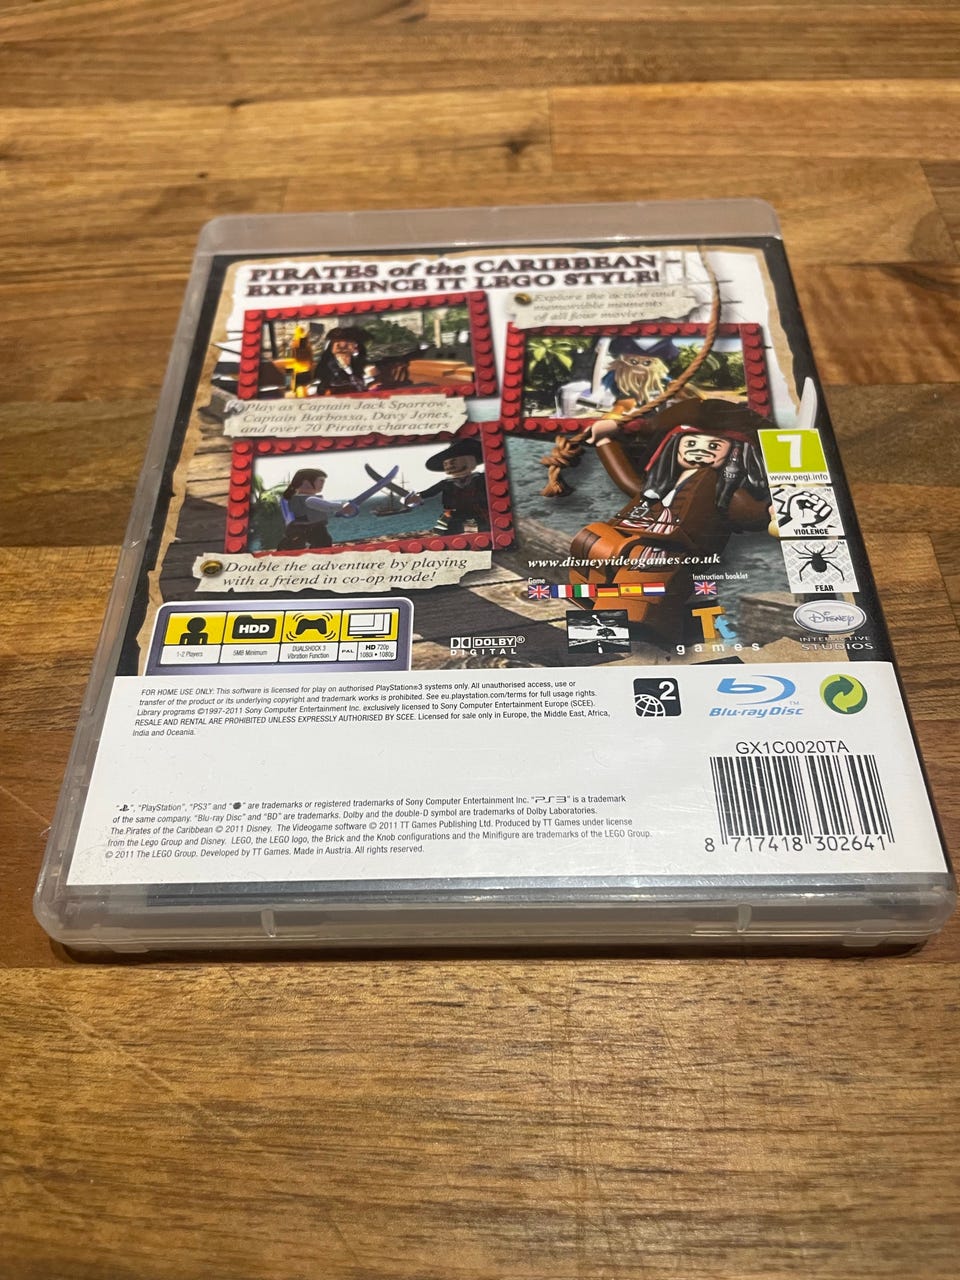 PIRATES of the CARIBBEAN -
EXPERIENCE IT LEGO STYLE!
Explore the action and
memorable moments
of all four movies
Play as Captain Jack Sparrow,
Captain Barbossa, Davy Jones,
and over 70 Pirates characters
Double the adventure by playing
with a friend in co-op mode!
7
www.pegi.info
VIOLENCE
FEAR
www.disneyvideogames.co.uk
Game
Instruction booklet
HDD
1-2 Players
5MB Minimum
DUALSHOCK 3
Vibration Function
PAL
HD 720p
1080i • 1080p
DOLBY®
DIGITAL
Tt
games
Disney
INTERACTIVE
STUDIOS
FOR HOME USE ONLY: This software is licensed for play on authorised PlayStation®3 systems only. All unauthorised access, use or
transfer of the product or its underlying copyright and trademark works is prohibited. See eu.playstation.com/terms for full usage rights.
Library programs ©1997-2011 Sony Computer Entertainment Inc. exclusively licensed to Sony Computer Entertainment Europe (SCEE).
RESALE AND RENTAL ARE PROHIBITED UNLESS EXPRESSLY AUTHORISED BY SCEE. Licensed for sale only in Europe, the Middle East, Africa,
India and Oceania.
2
Blu-ray Disc™
GX1C0020TA
8 717418 302641
"", "PlayStation", "PS3" and "" are trademarks or registered trademarks of Sony Computer Entertainment Inc. "PS3" is a trademark
of the same company. "Blu-ray Disc" and "BD" are trademarks. Dolby and the double-D symbol are trademarks of Dolby Laboratories.
The Pirates of the Caribbean © 2011 Disney. The Videogame software © 2011 TT Games Publishing Ltd. Produced by TT Games under license
from the Lego Group and Disney. LEGO, the LEGO logo, the Brick and the Knob configurations and the Minifigure are trademarks of the LEGO Group.
© 2011 The LEGO Group. Developed by TT Games. Made in Austria. All rights reserved.